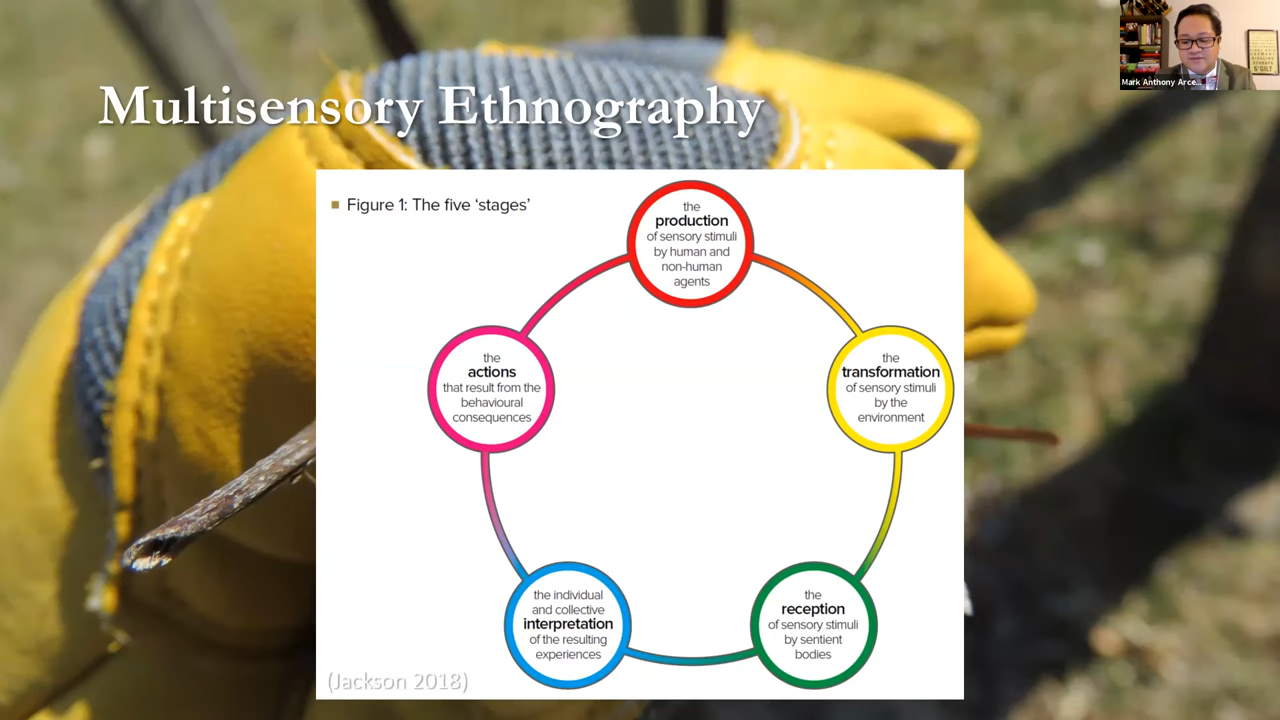 Multisensory Ethnography
Mark Anthony Arce...
■ Figure 1: The five ‘stages’
the
production
of sensory stimuli
by human and
non-human
agents
the
transformation
of sensory stimuli
by the
environment
the
reception
of sensory stimuli
by sentient
bodies
the individual
and collective
interpretation
of the resulting
experiences
the
actions
that result from the
behavioural
consequences
(Jackson 2018)